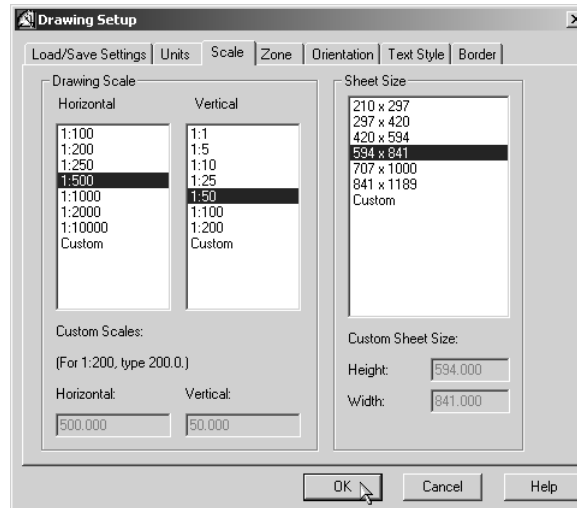 Drawing Setup
Load/Save Settings Units Scale Zone Orientation Text Style Border
Drawing Scale
Horizontal Vertical
1:100 1:1
1:200 1:5
1:250 1:10
1:500 1:25
1:1000 1:50
1:2000 1:100
1:10000 1:200
Custom Custom
Custom Scales:
(For 1:200, type 200.0.)
Horizontal: Vertical:
500.000 50.000
Sheet Size
210 x 297
297 x 420
420 x 594
594 x 841
707 x 1000
841 x 1189
Custom
Custom Sheet Size:
Height: 594.000
Width: 841.000
OK Cancel Help